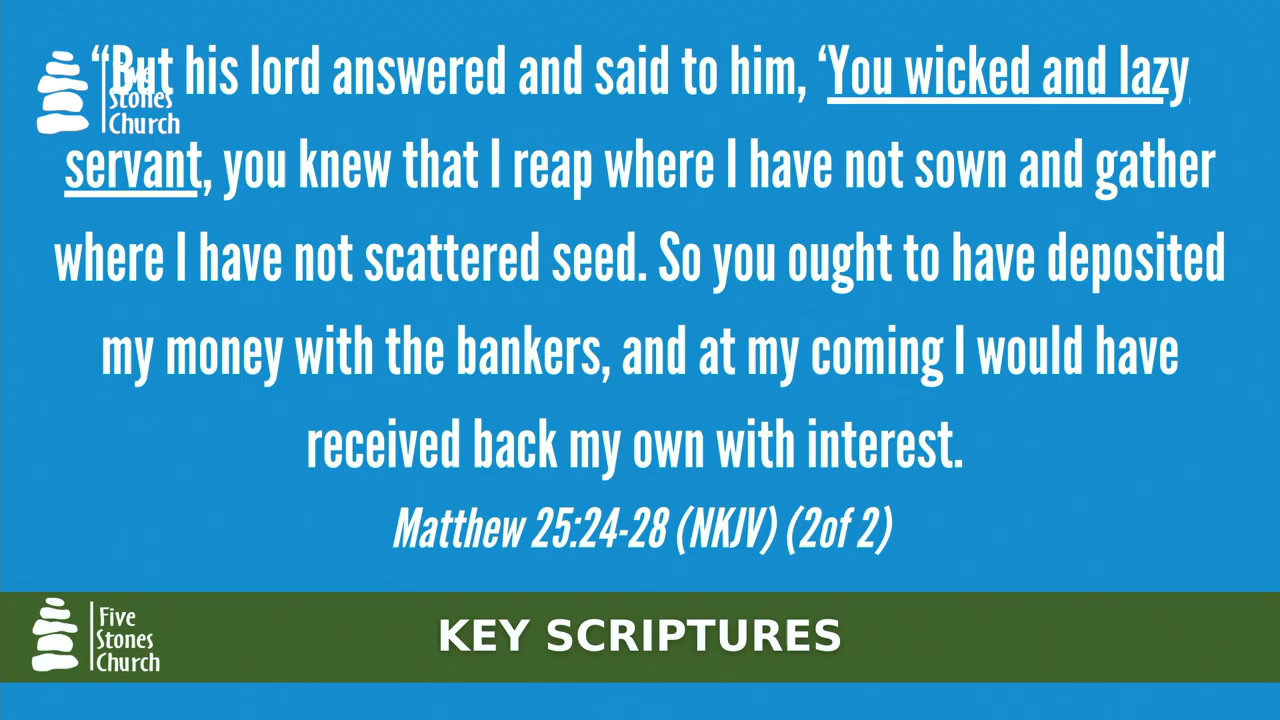 “But his lord answered and said to him, ‘You wicked and lazy
servant, you knew that I reap where I have not sown and gather
where I have not scattered seed. So you ought to have deposited
my money with the bankers, and at my coming I would have
received back my own with interest.
Matthew 25:24-28 (NKJV) (2of 2)
Five
Stones
Church
KEY SCRIPTURES
Five
Stones
Church